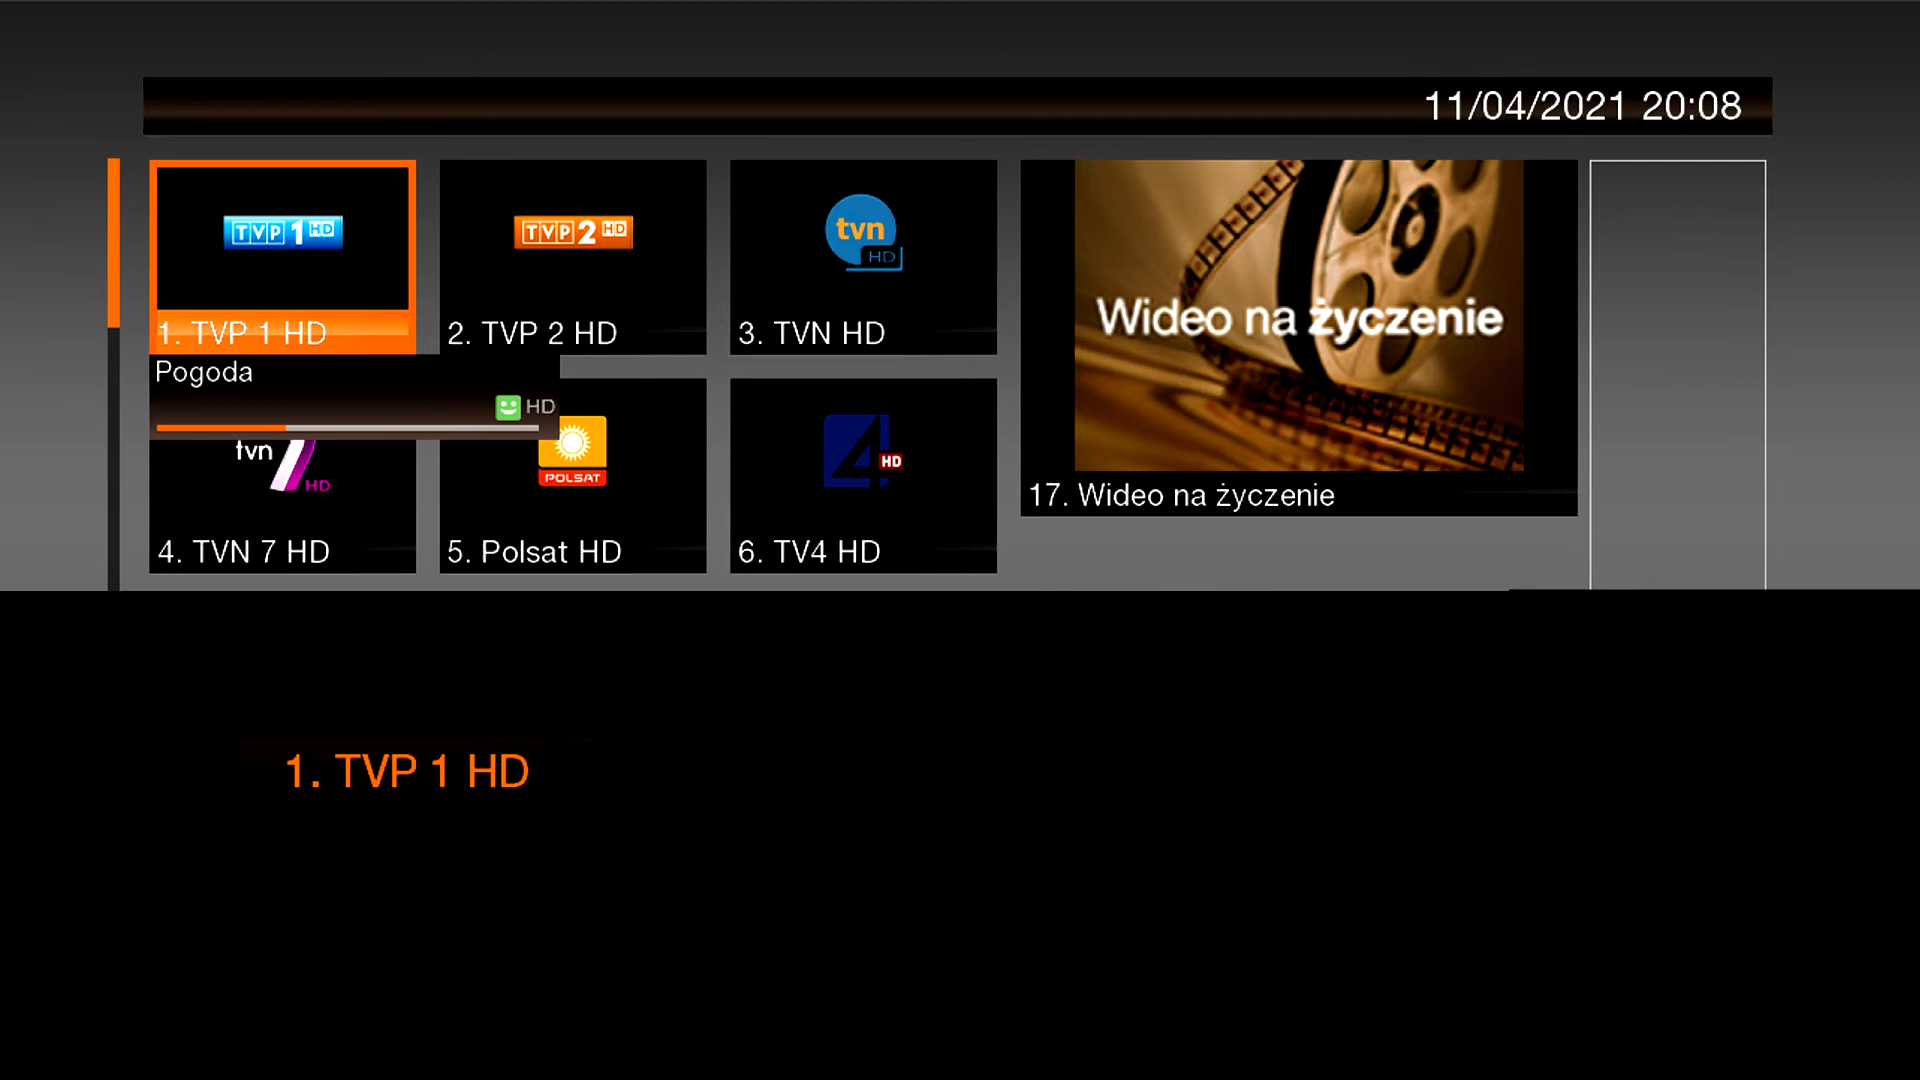 11/04/2021 20:08
TVP 1 HD
TVP 2 HD
tvn HD
Wideo na życzenie
1. TVP 1 HD
2. TVP 2 HD
3. TVN HD
Pogoda
HD
17. Wideo na życzenie
tvn 7 HD
POLSAT
4 HD
4. TVN 7 HD
5. Polsat HD
6. TV4 HD
1. TVP 1 HD